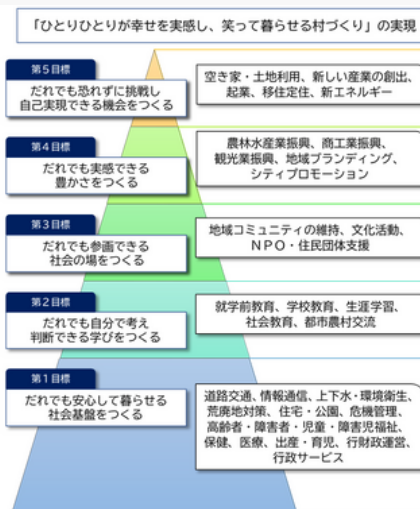 「ひとりひとりが幸せを実感し、笑って暮らせる村づくり」の実現
第5目標
だれでも恐れずに挑戦し
自己実現できる機会をつくる
空き家・土地利用、新しい産業の創出、
起業、移住定住、新エネルギー
第4目標
だれでも実感できる
豊かさをつくる
農林水産業振興、商工業振興、
観光業振興、地域ブランディング、
シティプロモーション
第3目標
だれでも参画できる
社会の場をつくる
地域コミュニティの維持、文化活動、
NPO・住民団体支援
第2目標
だれでも自分で考え
判断できる学びをつくる
就学前教育、学校教育、生涯学習、
社会教育、都市農村交流
第1目標
だれでも安心して暮らせる
社会基盤をつくる
道路交通、情報通信、上下水・環境衛生、
荒廃地対策、住宅・公園、危機管理、
高齢者・障害者・児童・障害児福祉、
保健、医療、出産・育児、行財政運営、
行政サービス